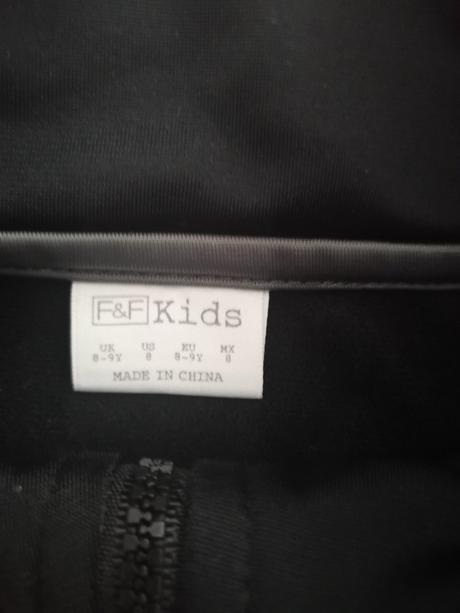 F&F Kids
UK US EU MX
8-9Y 8 8-9Y 8
MADE IN CHINA